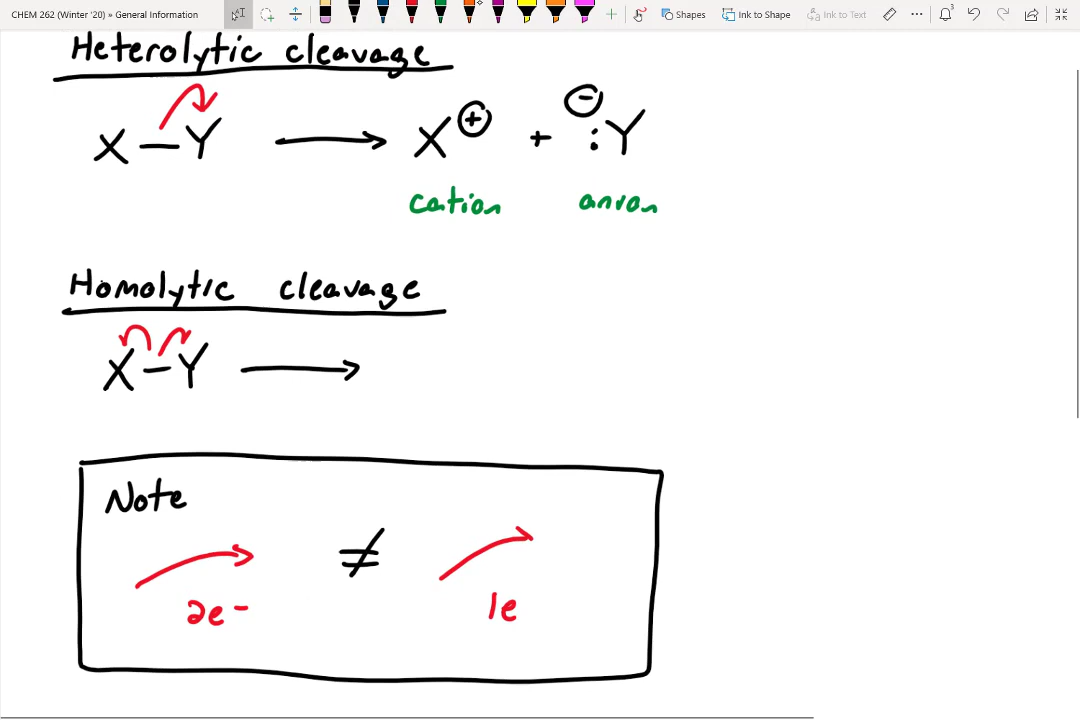 CHEM 262 (Winter '20) » General Information
Shapes Ink to Shape Ink to Text
Heterolytic cleavage
X — Y ⟶ X⊕ + ⊖:Y
cation anion
Homolytic cleavage
X — Y ⟶
Note
≠
2e - 1e